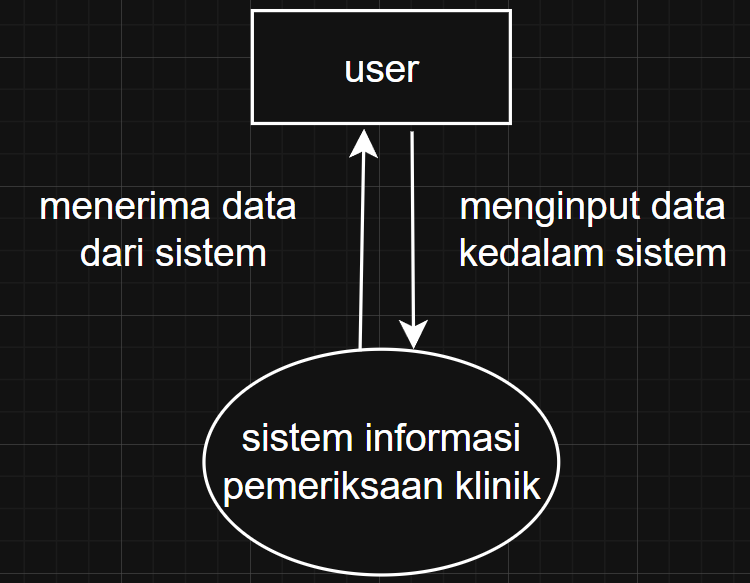 user
menerima data
dari sistem
menginput data
kedalam sistem
sistem informasi
pemeriksaan klinik